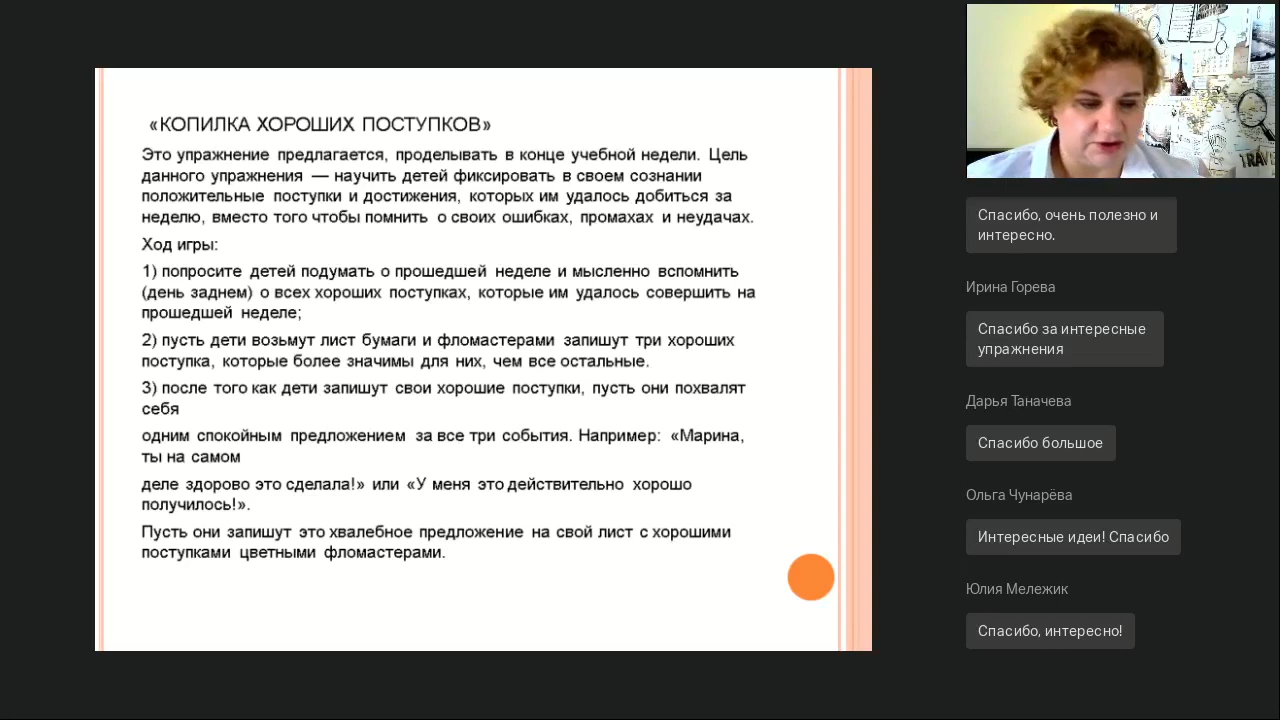 «КОПИЛКА ХОРОШИХ ПОСТУПКОВ»
Это упражнение предлагается, проделывать в конце учебной недели. Цель
данного упражнения — научить детей фиксировать в своем сознании
положительные поступки и достижения, которых им удалось добиться за
неделю, вместо того чтобы помнить о своих ошибках, промахах и неудачах.
Ход игры:
1) попросите детей подумать о прошедшей неделе и мысленно вспомнить
(день заднем) о всех хороших поступках, которые им удалось совершить на
прошедшей неделе;
2) пусть дети возьмут лист бумаги и фломастерами запишут три хороших
поступка, которые более значимы для них, чем все остальные.
3) после того как дети запишут свои хорошие поступки, пусть они похвалят
себя
одним спокойным предложением за все три события. Например: «Марина,
ты на самом
деле здорово это сделала!» или «У меня это действительно хорошо
получилось!».
Пусть они запишут это хвалебное предложение на свой лист с хорошими
поступками цветными фломастерами.
TRAV
Спасибо, очень полезно и
интересно.
Ирина Горева
Спасибо за интересные
упражнения
Дарья Таначева
Спасибо большое
Ольга Чунарёва
Интересные идеи! Спасибо
Юлия Мележик
Спасибо, интересно!